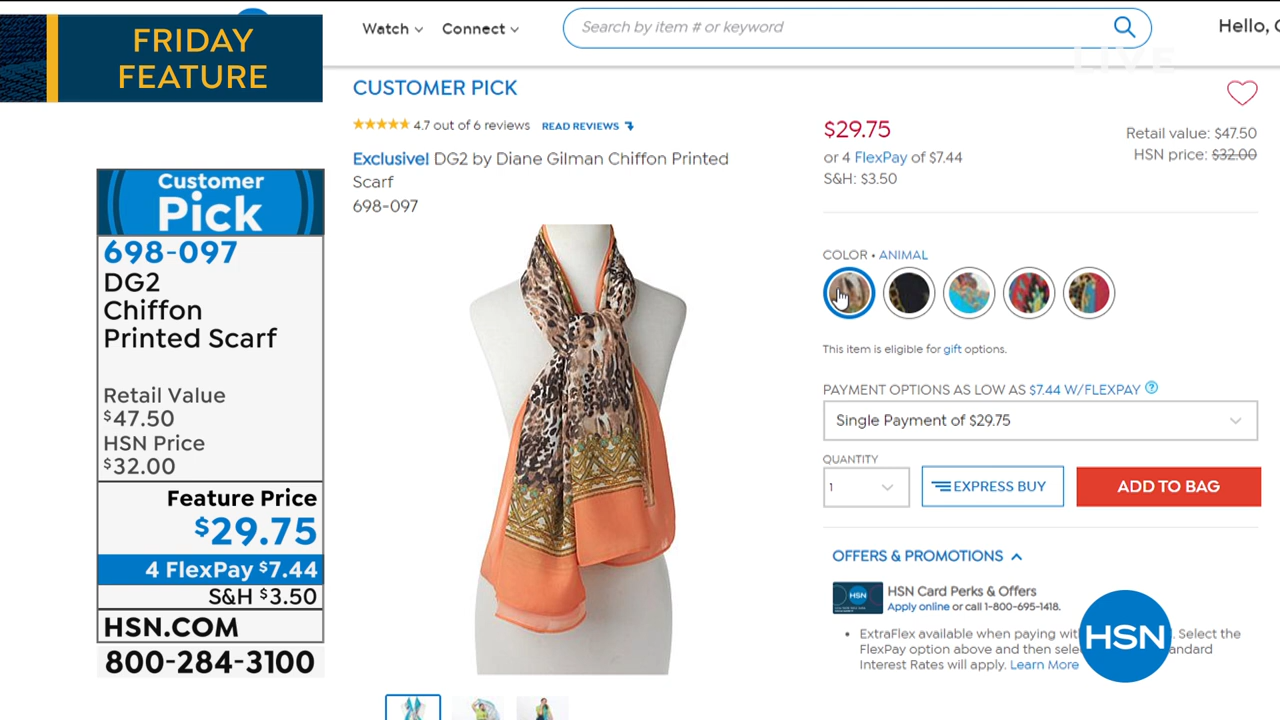 FRIDAY
FEATURE
Watch
Connect
Search by item # or keyword
Hello,
LIVE
Customer
Pick
698-097
DG2
Chiffon
Printed Scarf
Retail Value
$47.50
HSN Price
$32.00
Feature Price
$29.75
4 FlexPay $7.44
S&H $3.50
HSN.COM
800-284-3100
CUSTOMER PICK
4.7 out of 6 reviews READ REVIEWS
Exclusive! DG2 by Diane Gilman Chiffon Printed
Scarf
698-097
$29.75
or 4 FlexPay of $7.44
S&H: $3.50
Retail value: $47.50
HSN price: $32.00
COLOR • ANIMAL
This item is eligible for gift options.
PAYMENT OPTIONS AS LOW AS $7.44 W/FLEXPAY ?
Single Payment of $29.75
QUANTITY
1
EXPRESS BUY
ADD TO BAG
OFFERS & PROMOTIONS
HSN
HSN Card Perks & Offers
Apply online or call 1-800-695-1418.
• ExtraFlex available when paying . Select the
FlexPay option above and then
Interest Rates will apply. Learn More
HSN